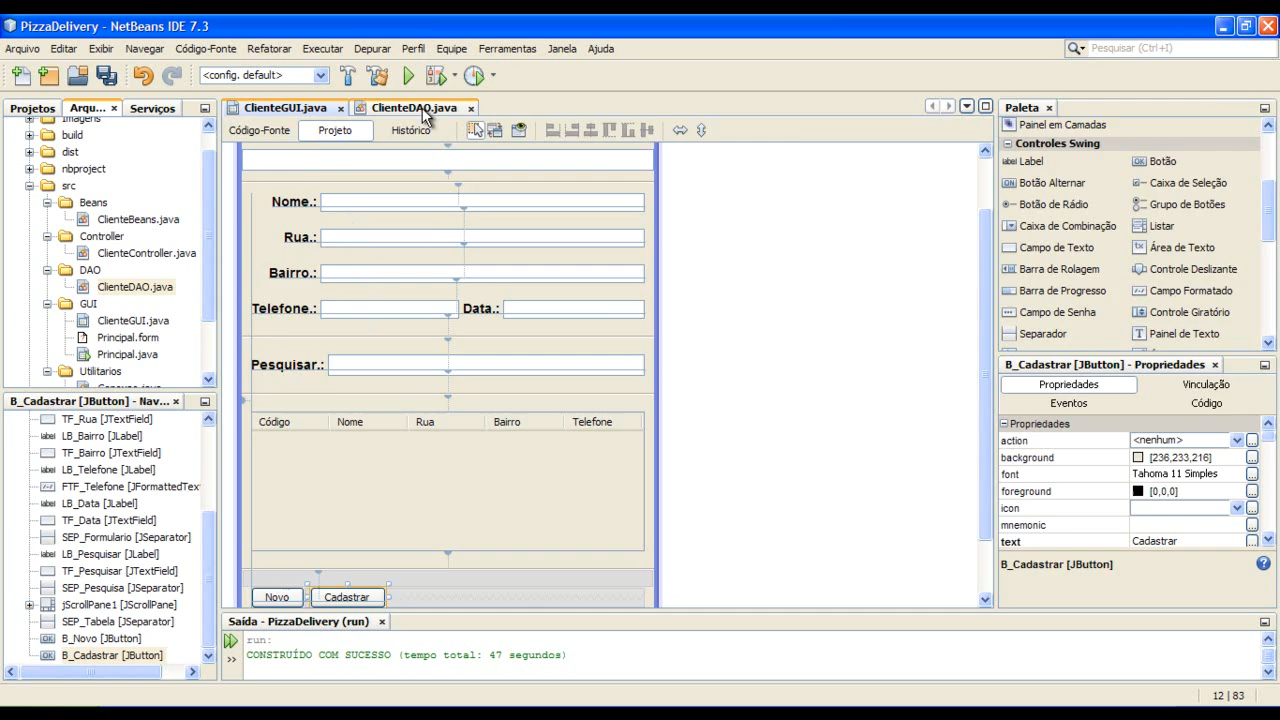 PizzaDelivery - NetBeans IDE 7.3
Arquivo Editar Exibir Navegar Código-Fonte Refatorar Executar Depurar Perfil Equipe Ferramentas Janela Ajuda
Pesquisar (Ctrl+I)
<config. default>
Projetos Arqu... Serviços
ClienteGUI.java ClienteDAO.java
Código-Fonte Projeto Histórico
Imagens
build
dist
nbproject
src
Beans
ClienteBeans.java
Controller
ClienteController.java
DAO
ClienteDAO.java
GUI
ClienteGUI.java
Principal.form
Principal.java
Utilitarios
B_Cadastrar [JButton] - Nav...
TF_Rua [JTextField]
LB_Bairro [JLabel]
TF_Bairro [JTextField]
LB_Telefone [JLabel]
FTF_Telefone [JFormattedText
LB_Data [JLabel]
TF_Data [JTextField]
SEP_Formulario [JSeparator]
LB_Pesquisar [JLabel]
TF_Pesquisar [JTextField]
SEP_Pesquisa [JSeparator]
jScrollPane1 [JScrollPane]
SEP_Tabela [JSeparator]
B_Novo [JButton]
B_Cadastrar [JButton]
Nome.:
Rua.:
Bairro.:
Telefone.: Data.:
Pesquisar.:
Código Nome Rua Bairro Telefone
Novo Cadastrar
Saída - PizzaDelivery (run)
run:
CONSTRUÍDO COM SUCESSO (tempo total: 47 segundos)
Paleta
Painel em Camadas
Controles Swing
label Label OK Botão
ON Botão Alternar Caixa de Seleção
Botão de Rádio Grupo de Botões
Caixa de Combinação Listar
Campo de Texto Área de Texto
Barra de Rolagem Controle Deslizante
Barra de Progresso Campo Formatado
Campo de Senha Controle Giratório
Separador T Painel de Texto
B_Cadastrar [JButton] - Propriedades
Propriedades Vinculação
Eventos Código
Propriedades
action <nenhum>
background [236,233,216]
font Tahoma 11 Simples
foreground [0,0,0]
icon
mnemonic
text Cadastrar
B_Cadastrar [JButton]
12 | 83